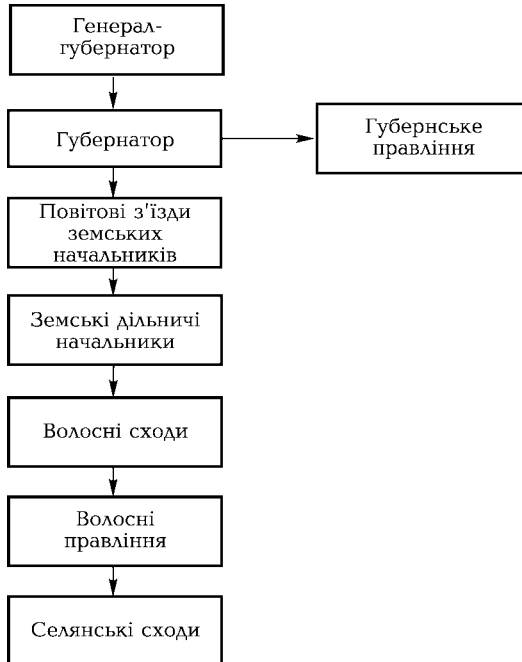 Генерал-
губернатор
Губернатор
Губернське
правління
Повітові з'їзди
земських
начальників
Земські дільничі
начальники
Волосні сходи
Волосні
правління
Селянські сходи